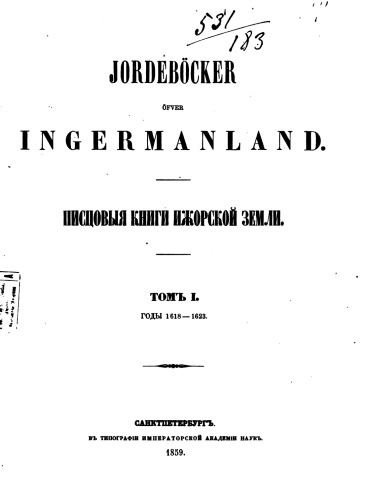 531/183
JORDEBÖCKER
ÖFVER
INGERMANLAND.
ПИСЦОВЫЯ КНИГИ ИЖОРСКОЙ ЗЕМЛИ.
ТОМЪ I.
ГОДЫ 1618–1623.
САНКТПЕТЕРБУРГЪ.
ВЪ ТИПОГРАФІИ ИМПЕРАТОРСКОЙ АКАДЕМІИ НАУКЪ.
1859.